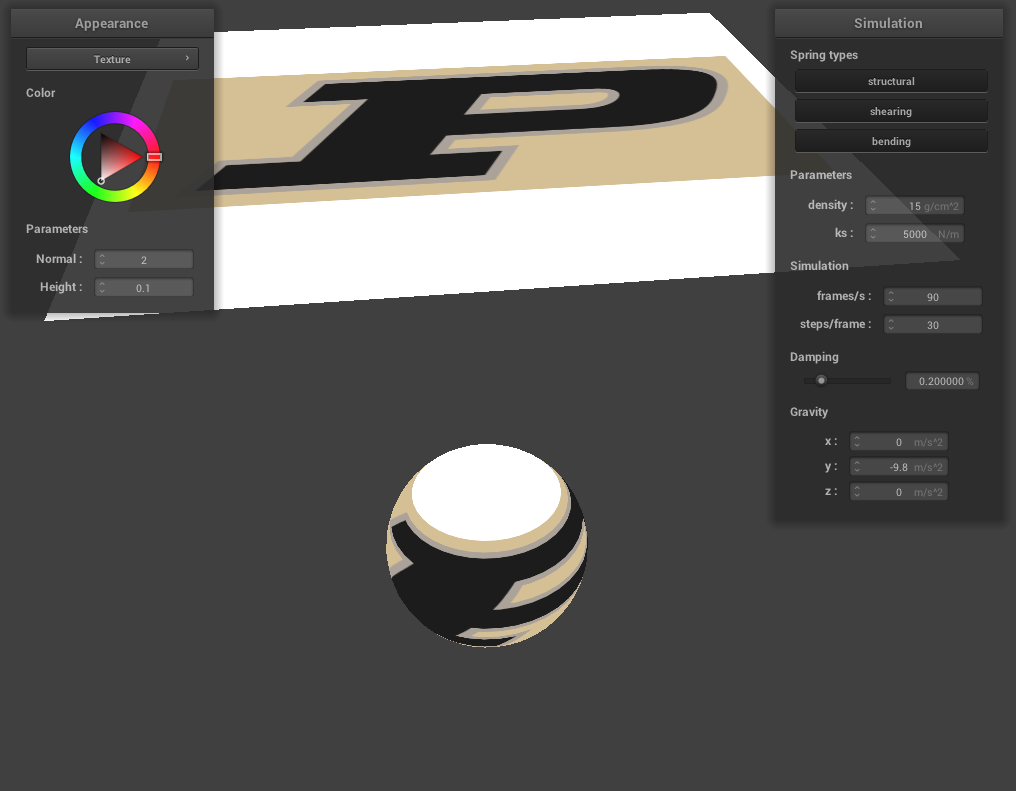 Appearance
Texture
Color
Parameters
Normal : 2
Height : 0.1
P
Simulation
Spring types
structural
shearing
bending
Parameters
density : 15 g/cm^2
ks : 5000 N/m
Simulation
frames/s : 90
steps/frame : 30
Damping
0.200000 %
Gravity
x : 0 m/s^2
y : -9.8 m/s^2
z : 0 m/s^2